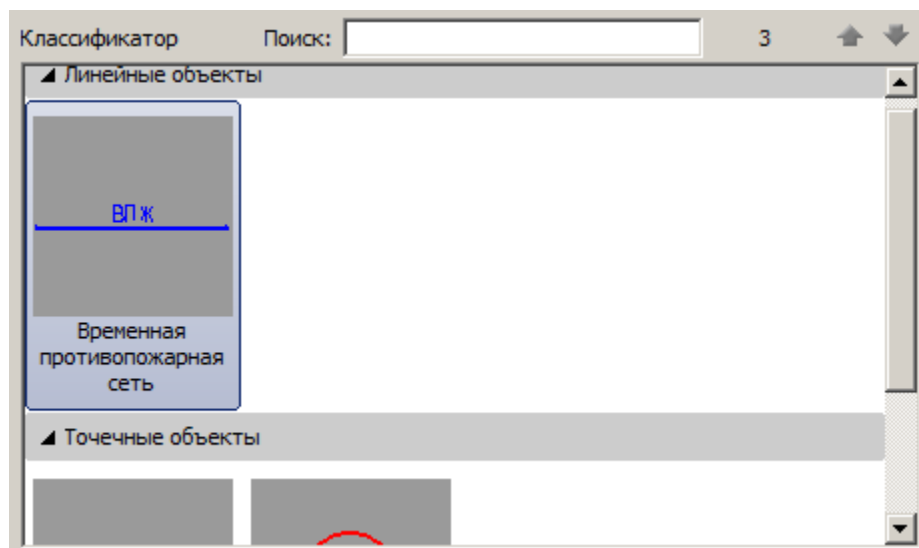 Классификатор Поиск: 3
Линейные объекты
ВПЖ
Временная
противопожарная
сеть
Точечные объекты